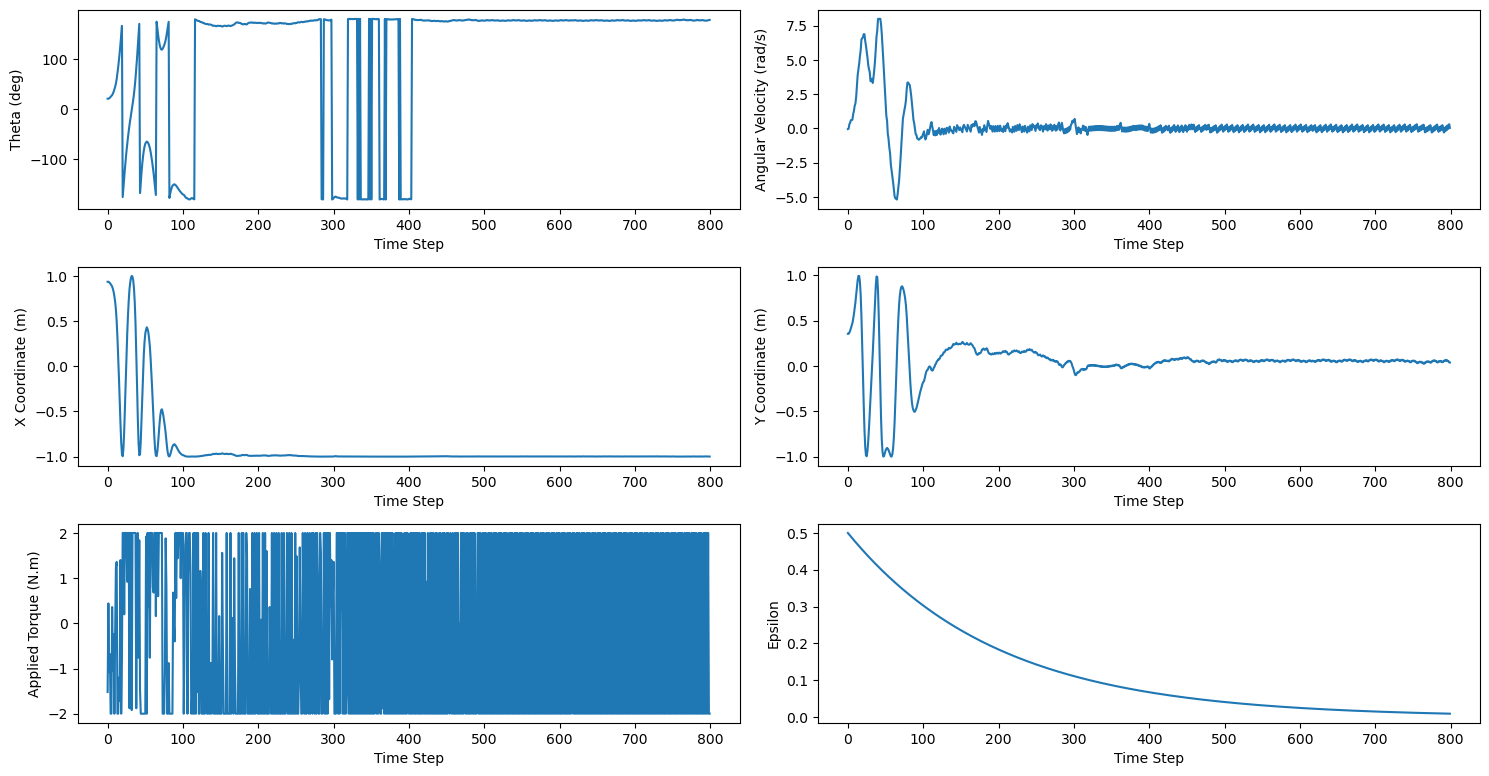 Theta (deg)
100
0
−100
0 100 200 300 400 500 600 700 800
Time Step
Angular Velocity (rad/s)
7.5
5.0
2.5
0.0
−2.5
−5.0
0 100 200 300 400 500 600 700 800
Time Step
X Coordinate (m)
1.0
0.5
0.0
−0.5
−1.0
0 100 200 300 400 500 600 700 800
Time Step
Y Coordinate (m)
1.0
0.5
0.0
−0.5
−1.0
0 100 200 300 400 500 600 700 800
Time Step
Applied Torque (N.m)
2
1
0
−1
−2
0 100 200 300 400 500 600 700 800
Time Step
Epsilon
0.5
0.4
0.3
0.2
0.1
0.0
0 100 200 300 400 500 600 700 800
Time Step